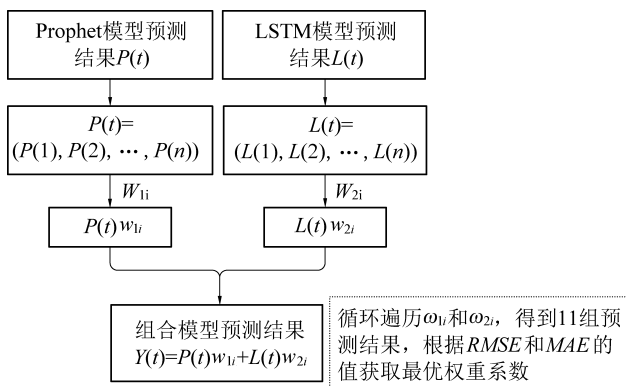 Prophet模型预测
结果P(t)
LSTM模型预测
结果L(t)
P(t)=
(P(1), P(2), ···, P(n))
L(t)=
(L(1), L(2), ···, L(n))
W1i
W2i
P(t)w1i
L(t)w2i
组合模型预测结果
Y(t)=P(t)w1i+L(t)w2i
循环遍历ω1i和ω2i，得到11组预
测结果，根据RMSE和MAE的
值获取最优权重系数